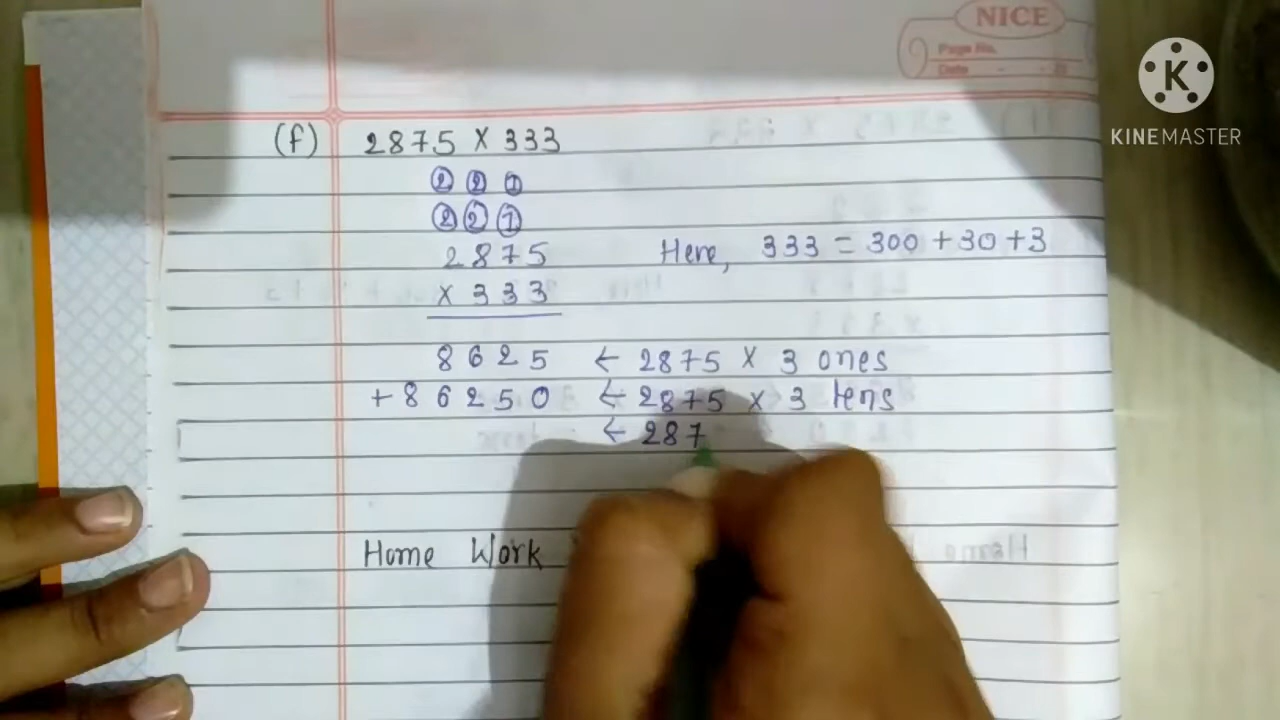 NICE
Page No.
Date
K
KINEMASTER
(f) 2875 X 333
② ② ①
② ② ①
2875 Here, 333 = 300 + 30 + 3
x 333
8625 ← 2875 X 3 ones
+ 86250 ← 2875 x 3 tens
← 287
Home Work